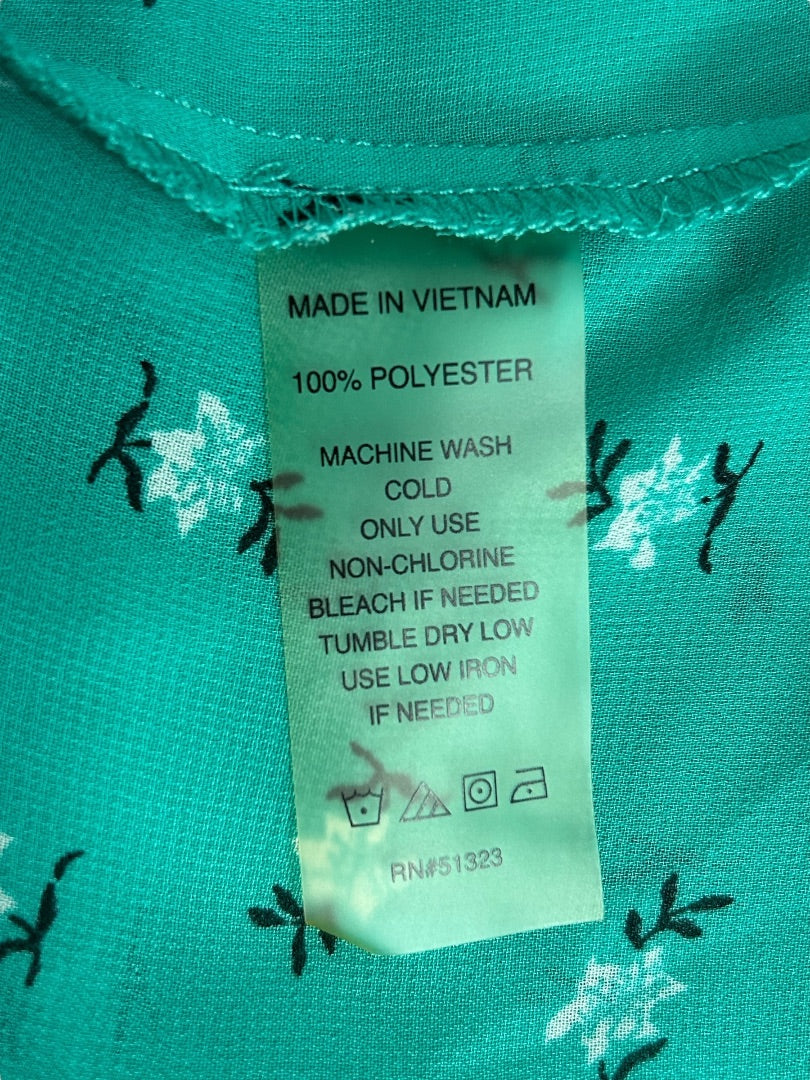 MADE IN VIETNAM
100% POLYESTER
MACHINE WASH
COLD
ONLY USE
NON-CHLORINE
BLEACH IF NEEDED
TUMBLE DRY LOW
USE LOW IRON
IF NEEDED
RN#51323